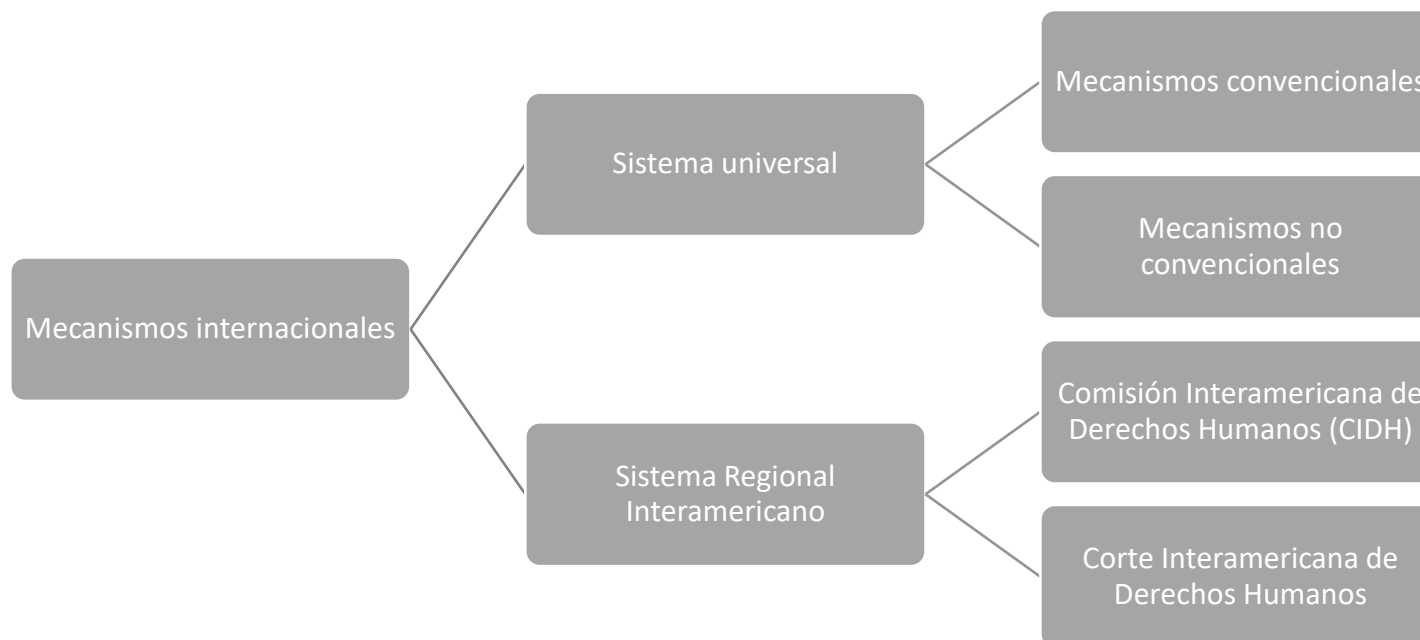 Mecanismos internacionales
Sistema universal
Mecanismos convencionales
Mecanismos no
convencionales
Sistema Regional
Interamericano
Comisión Interamericana de
Derechos Humanos (CIDH)
Corte Interamericana de
Derechos Humanos